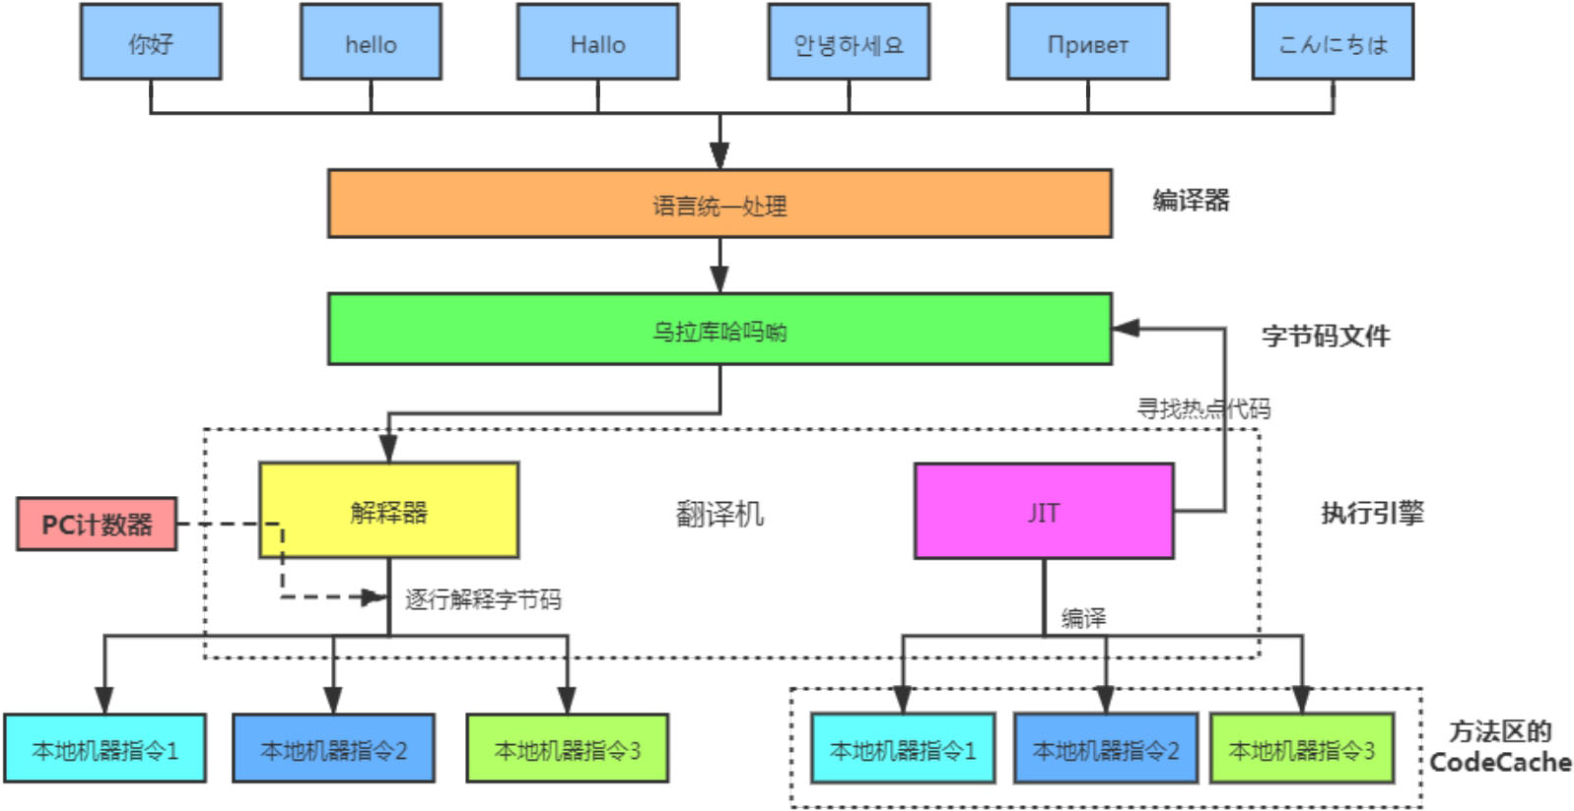 你好
hello
Hallo
안녕하세요
Привет
こんにちは
语言统一处理
编译器
乌拉库哈吗哟
字节码文件
寻找热点代码
PC计数器
解释器
翻译机
JIT
执行引擎
逐行解释字节码
编译
本地机器指令1
本地机器指令2
本地机器指令3
本地机器指令1
本地机器指令2
本地机器指令3
方法区的
CodeCache